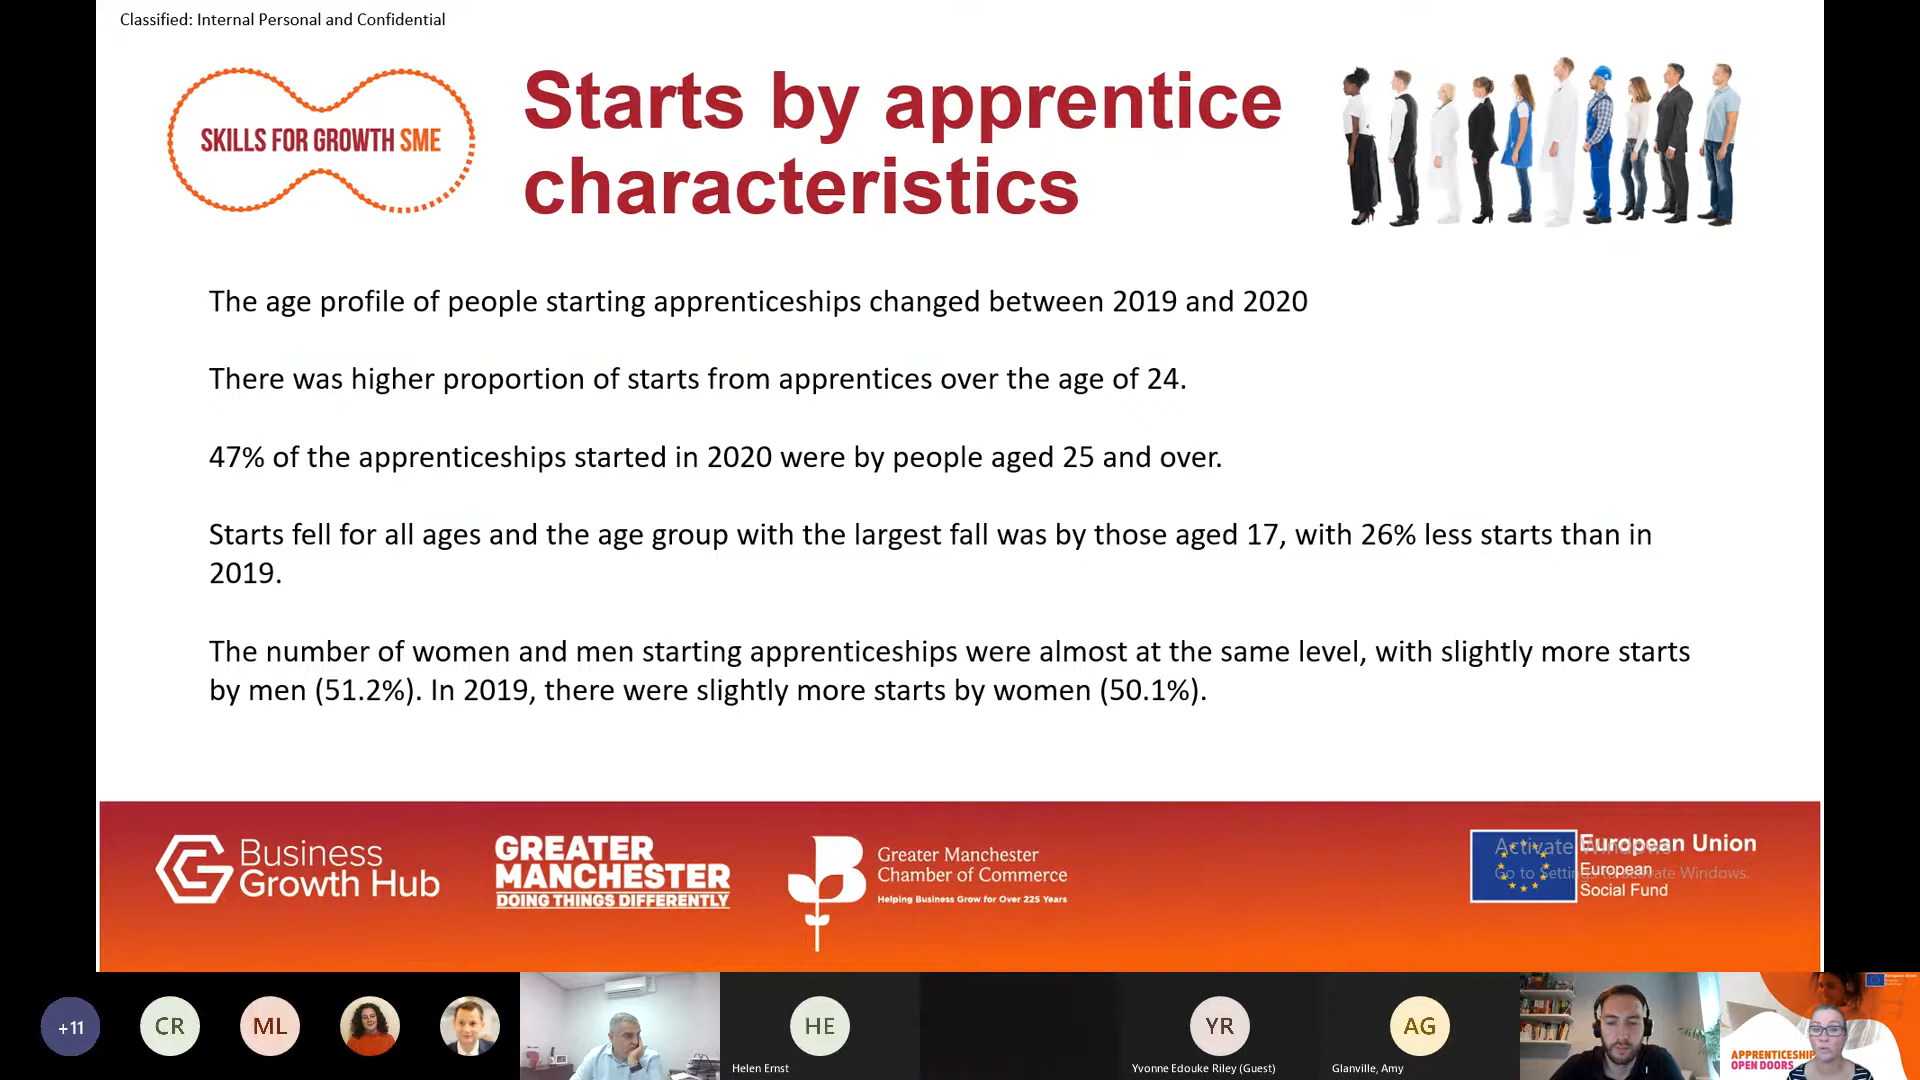 Classified: Internal Personal and Confidential
SKILLS FOR GROWTH SME
Starts by apprentice
characteristics
The age profile of people starting apprenticeships changed between 2019 and 2020
There was higher proportion of starts from apprentices over the age of 24.
47% of the apprenticeships started in 2020 were by people aged 25 and over.
Starts fell for all ages and the age group with the largest fall was by those aged 17, with 26% less starts than in
2019.
The number of women and men starting apprenticeships were almost at the same level, with slightly more starts
by men (51.2%). In 2019, there were slightly more starts by women (50.1%).
Business
Growth Hub
GREATER
MANCHESTER
DOING THINGS DIFFERENTLY
Greater Manchester
Chamber of Commerce
Helping Business Grow for Over 225 Years
European Union
European
Social Fund
Activate Windows
Go to Settings to activate Windows.
+11
CR
ML
HE
Helen Ernst
YR
Yvonne Edouke Riley (Guest)
AG
Glanville, Amy
APPRENTICESHIP
OPEN DOORS